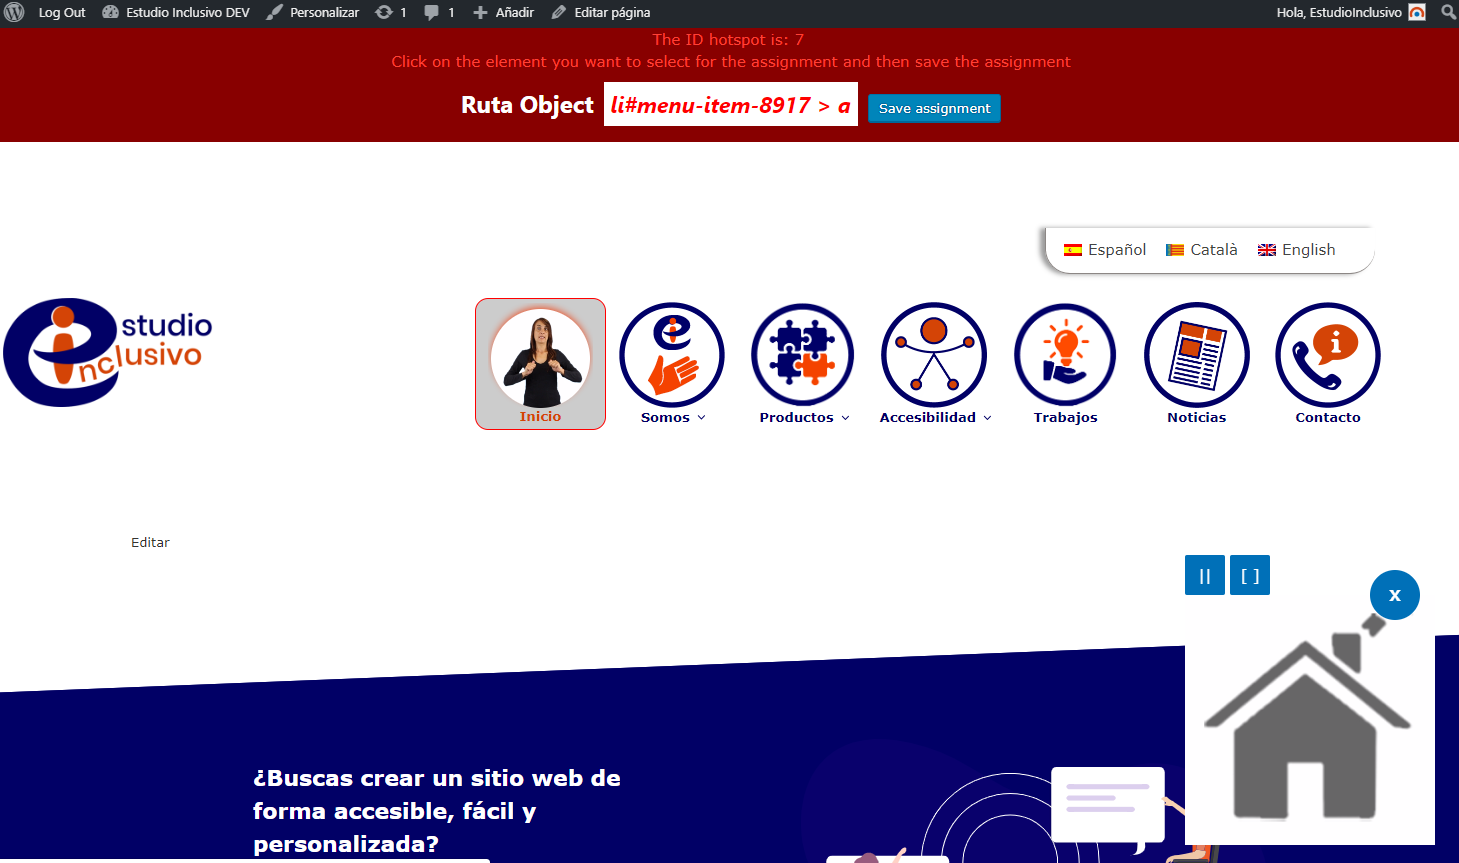 Log Out Estudio Inclusivo DEV Personalizar 1 1 Añadir Editar página Hola, EstudioInclusivo
The ID hotspot is: 7
Click on the element you want to select for the assignment and then save the assignment
Ruta Object li#menu-item-8917 > a Save assignment
Español Català English
studio
nclusivo
Inicio Somos Productos Accesibilidad Trabajos Noticias Contacto
Editar
|| [ ] x
¿Buscas crear un sitio web de
forma accesible, fácil y
personalizada?